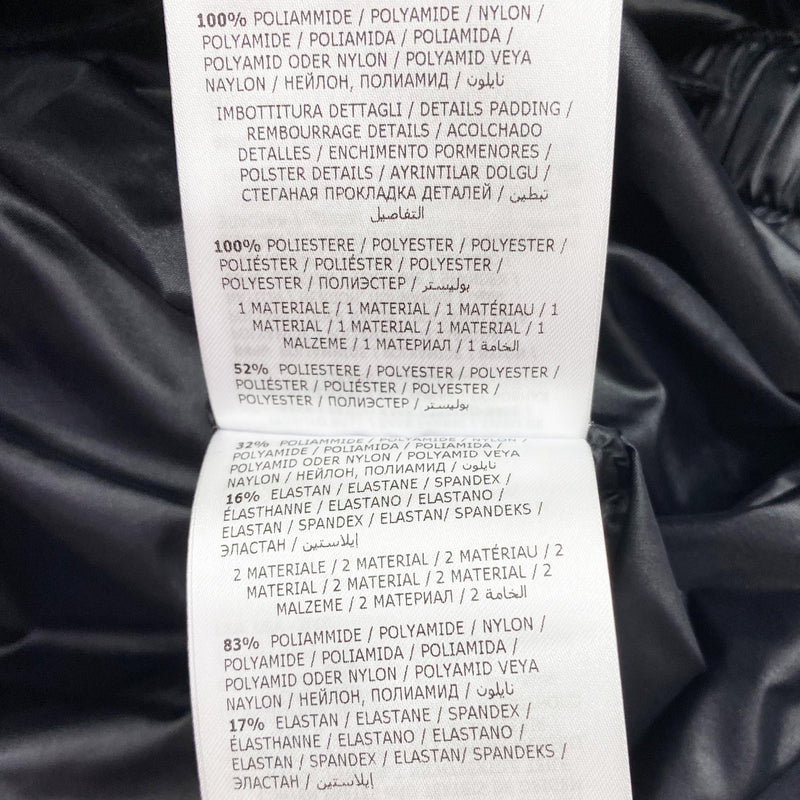 100% POLIAMMIDE / POLYAMIDE / NYLON /
POLYAMIDE / POLIAMIDA / POLIAMIDA /
POLYAMID ODER NYLON / POLYAMID VEYA
NAYLON / НЕЙЛОН, ПОЛИАМИД / نايلون
IMBOTTITURA DETTAGLI / DETAILS PADDING /
REMBOURRAGE DETAILS / ACOLCHADO
DETALLES / ENCHIMENTO PORMENORES /
POLSTER DETAILS / AYRINTILAR DOLGU /
СТЕГАНАЯ ПРОКЛАДКА ДЕТАЛЕЙ / تبطين
التفاصيل
100% POLIESTERE / POLYESTER / POLYESTER /
POLIÉSTER / POLIÉSTER / POLYESTER /
POLYESTER / ПОЛИЭСТЕР / بوليستر
1 MATERIALE / 1 MATERIAL / 1 MATÉRIAU / 1
MATERIAL / 1 MATERIAL / 1 MATERIAL / 1
MALZEME / 1 МАТЕРИАЛ / 1 الخامة
52% POLIESTERE / POLYESTER / POLYESTER /
POLIÉSTER / POLIÉSTER / POLYESTER /
POLYESTER / ПОЛИЭСТЕР / بوليستر
32% POLIAMMIDE / POLYAMIDE / NYLON /
POLYAMIDE / POLIAMIDA / POLIAMIDA /
POLYAMID ODER NYLON / POLYAMID VEYA
NAYLON / НЕЙЛОН, ПОЛИАМИД / نايلون
16% ELASTAN / ELASTANE / SPANDEX /
ÉLASTHANNE / ELASTANO / ELASTANO /
ELASTAN / SPANDEX / ELASTAN/ SPANDEKS /
ЭЛАСТАН / إيلاستين
2 MATERIALE / 2 MATERIAL / 2 MATÉRIAU / 2
MATERIAL / 2 MATERIAL / 2 MATERIAL / 2
MALZEME / 2 МАТЕРИАЛ / 2 الخامة
83% POLIAMMIDE / POLYAMIDE / NYLON /
POLYAMIDE / POLIAMIDA / POLIAMIDA /
POLYAMID ODER NYLON / POLYAMID VEYA
NAYLON / НЕЙЛОН, ПОЛИАМИД / نايلون
17% ELASTAN / ELASTANE / SPANDEX /
ÉLASTHANNE / ELASTANO / ELASTANO /
ELASTAN / SPANDEX / ELASTAN/ SPANDEKS /
ЭЛАСТАН / إيلاستين